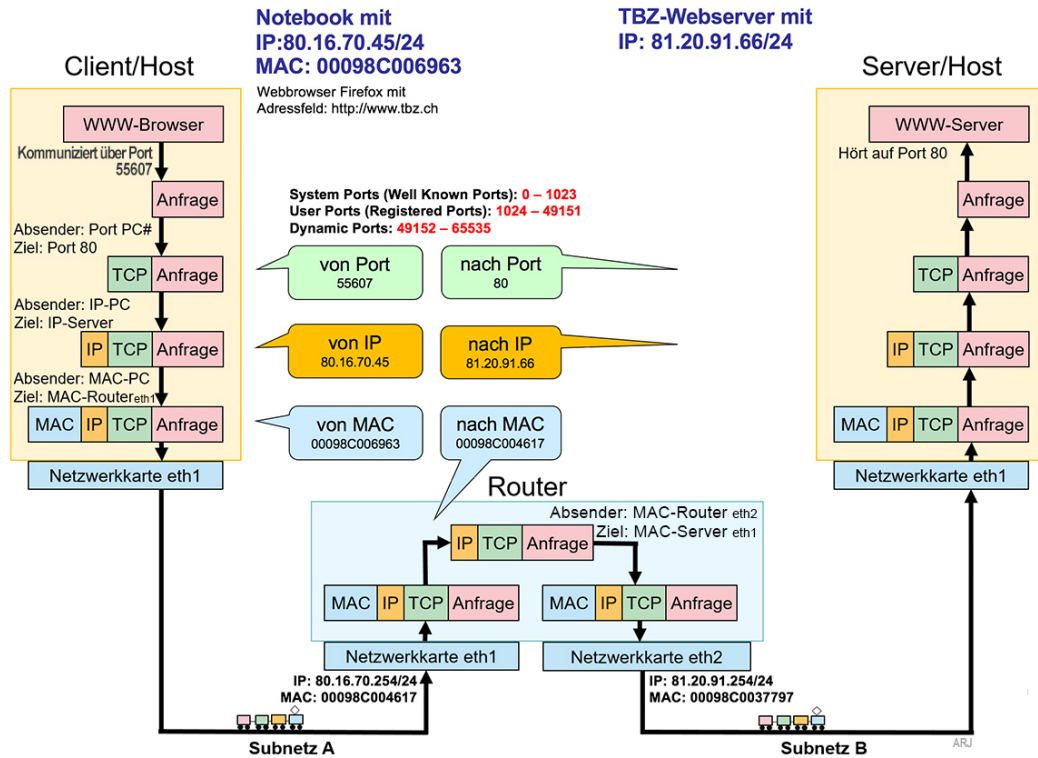 Notebook mit
IP:80.16.70.45/24
MAC: 00098C006963
TBZ-Webserver mit
IP: 81.20.91.66/24
Client/Host
Server/Host
Webbrowser Firefox mit
Adressfeld: http://www.tbz.ch
WWW-Browser
Kommuniziert über Port
55607
Anfrage
Absender: Port PC#
Ziel: Port 80
TCP Anfrage
Absender: IP-PC
Ziel: IP-Server
IP TCP Anfrage
Absender: MAC-PC
Ziel: MAC-Router eth1
MAC IP TCP Anfrage
Netzwerkkarte eth1
System Ports (Well Known Ports): 0 – 1023
User Ports (Registered Ports): 1024 – 49151
Dynamic Ports: 49152 – 65535
von Port
55607
nach Port
80
von IP
80.16.70.45
nach IP
81.20.91.66
von MAC
00098C006963
nach MAC
00098C004617
WWW-Server
Hört auf Port 80
Anfrage
TCP Anfrage
IP TCP Anfrage
MAC IP TCP Anfrage
Netzwerkkarte eth1
Router
Absender: MAC-Router eth2
Ziel: MAC-Server eth1
IP TCP Anfrage
MAC IP TCP Anfrage
MAC IP TCP Anfrage
Netzwerkkarte eth1
Netzwerkkarte eth2
IP: 80.16.70.254/24
MAC: 00098C004617
IP: 81.20.91.254/24
MAC: 00098C0037797
Subnetz A
Subnetz B
ARJ